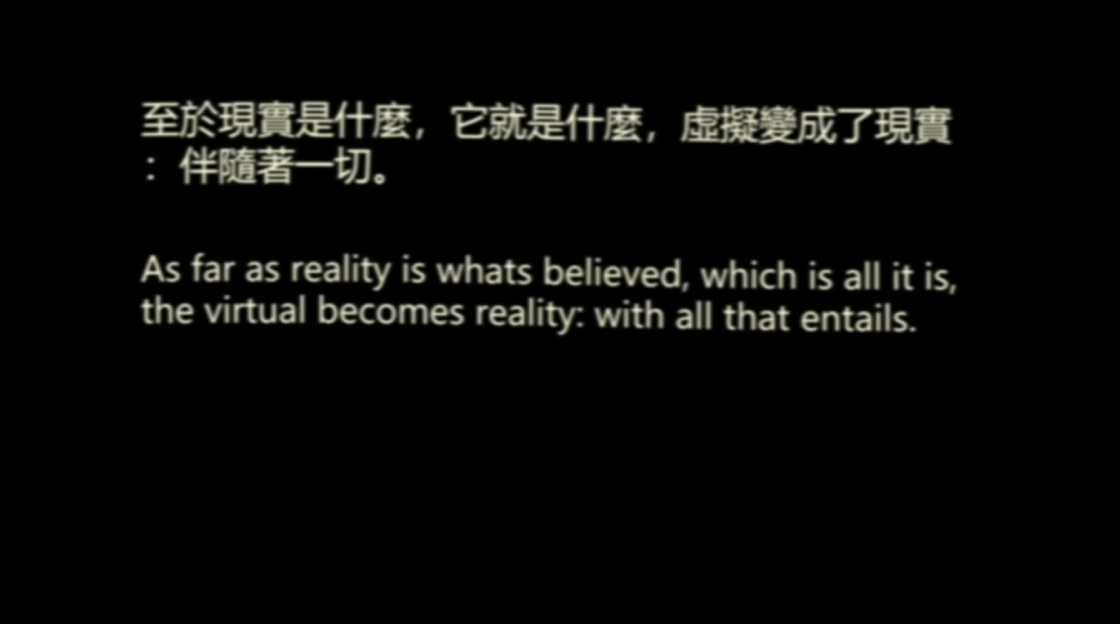 至於現實是什麼，它就是什麼，虛擬變成了現實
：伴隨著一切。
As far as reality is whats believed, which is all it is,
the virtual becomes reality: with all that entails.